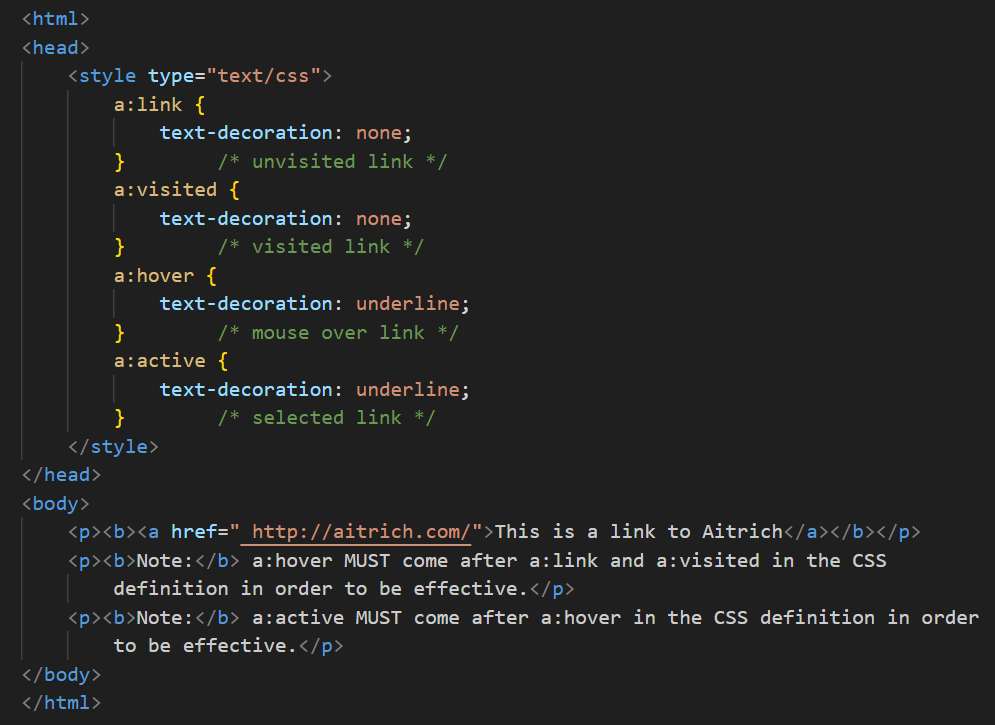 <html>
<head>
    <style type="text/css">
        a:link {
            text-decoration: none;
        }        /* unvisited link */
        a:visited {
            text-decoration: none;
        }        /* visited link */
        a:hover {
            text-decoration: underline;
        }        /* mouse over link */
        a:active {
            text-decoration: underline;
        }        /* selected link */
    </style>
</head>
<body>
    <p><b><a href=" http://aitrich.com/">This is a link to Aitrich</a></b></p>
    <p><b>Note:</b> a:hover MUST come after a:link and a:visited in the CSS
        definition in order to be effective.</p>
    <p><b>Note:</b> a:active MUST come after a:hover in the CSS definition in order
        to be effective.</p>
</body>
</html>